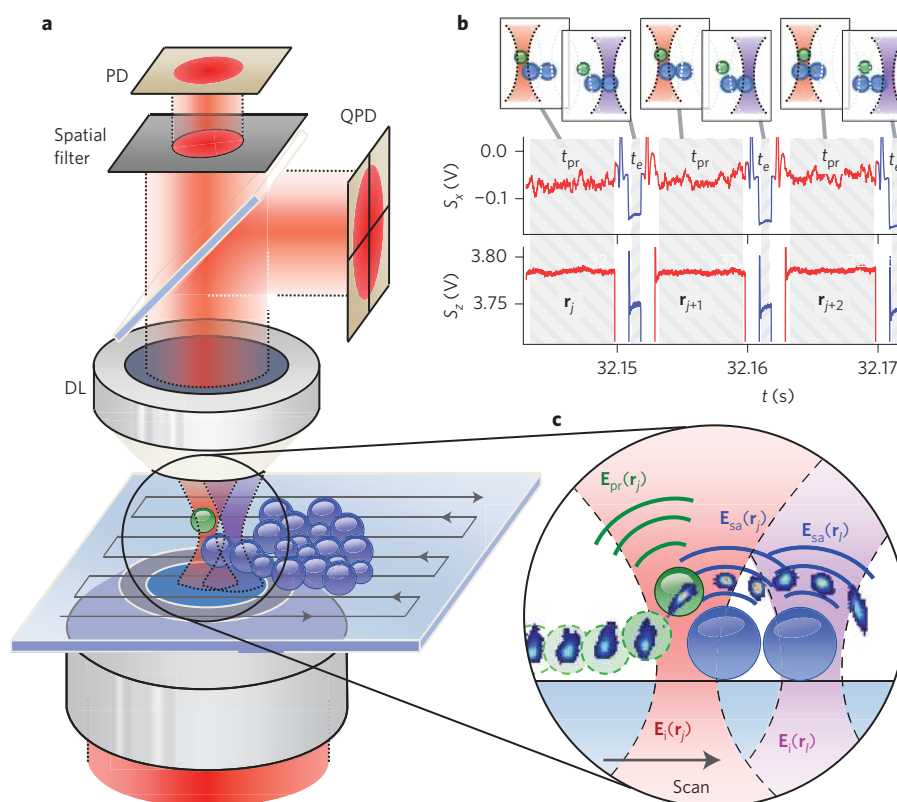 a
PD
Spatial
filter
QPD
DL
b
t_pr t_e t_pr t_e t_pr t_e
0.0
−0.1
S_x (V)
3.80
3.75
S_z (V)
r_j r_{j+1} r_{j+2}
32.15 32.16 32.17
t (s)
c
E_pr(r_j)
E_sa(r_j)
E_sa(r_l)
E_i(r_j)
E_i(r_l)
Scan